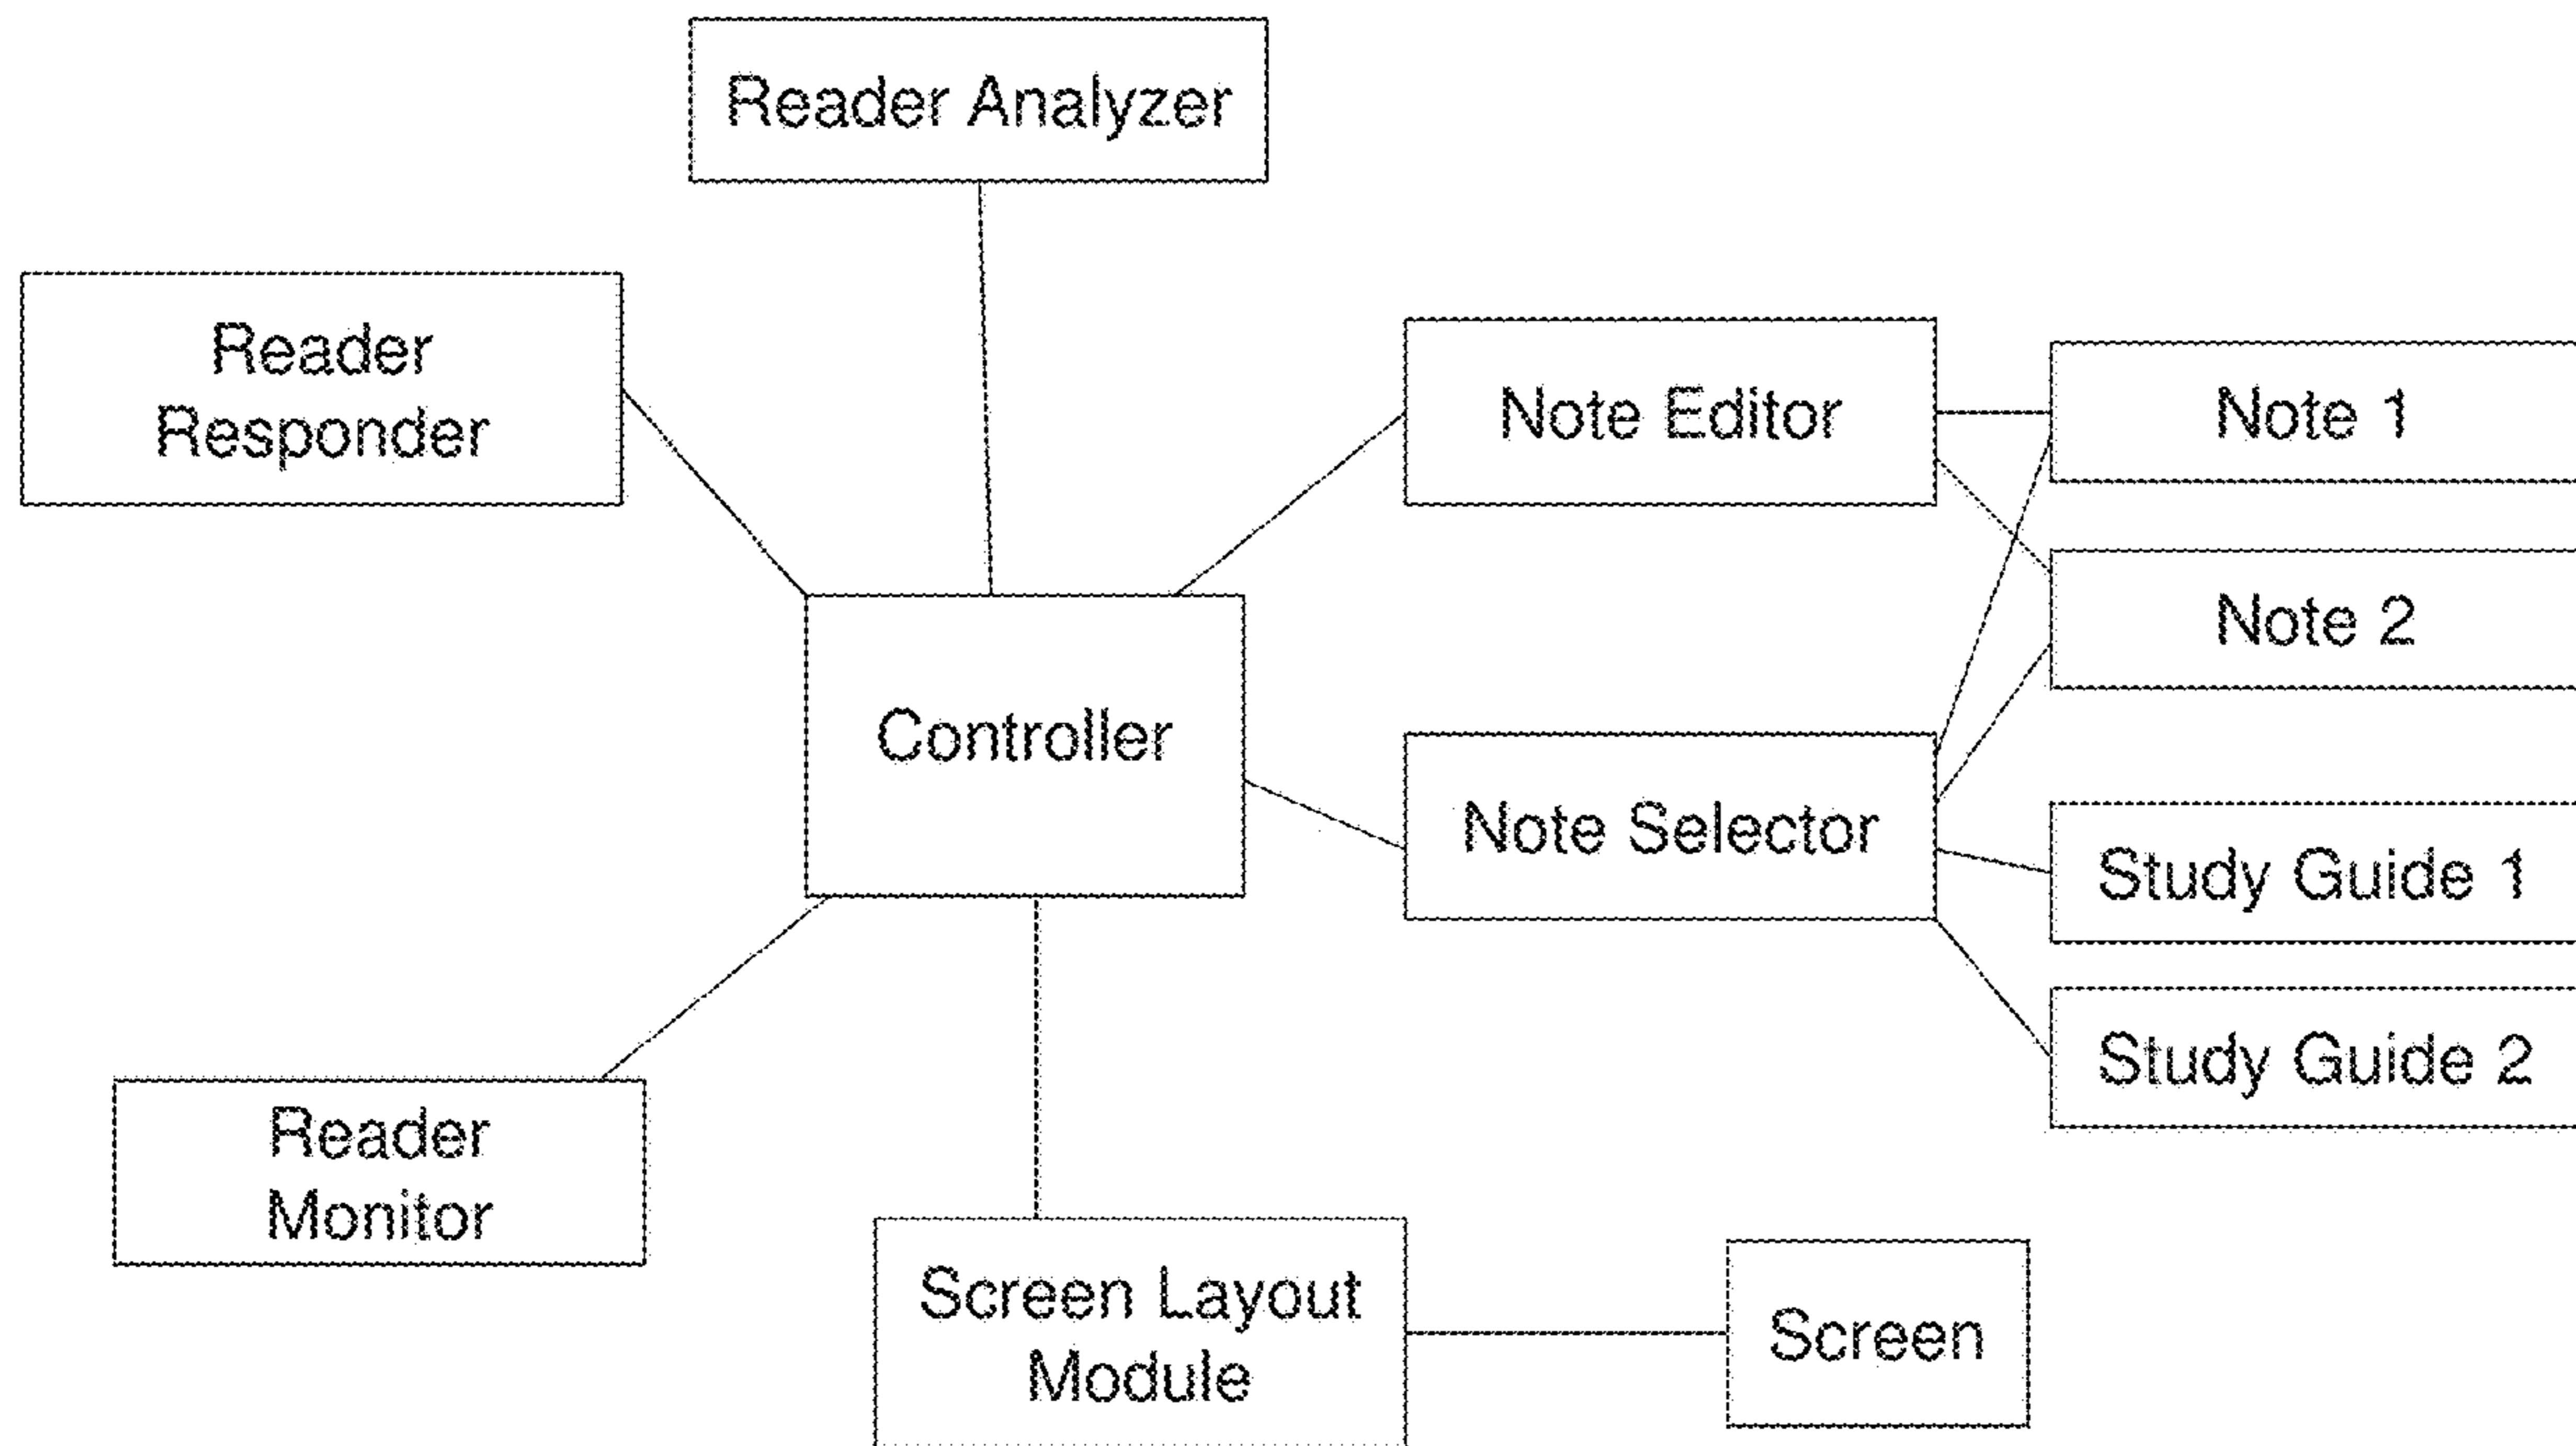 Reader Analyzer
Reader
Responder
Note Editor
Note 1
Note 2
Controller
Note Selector
Study Guide 1
Study Guide 2
Reader
Monitor
Screen Layout
Module
Screen